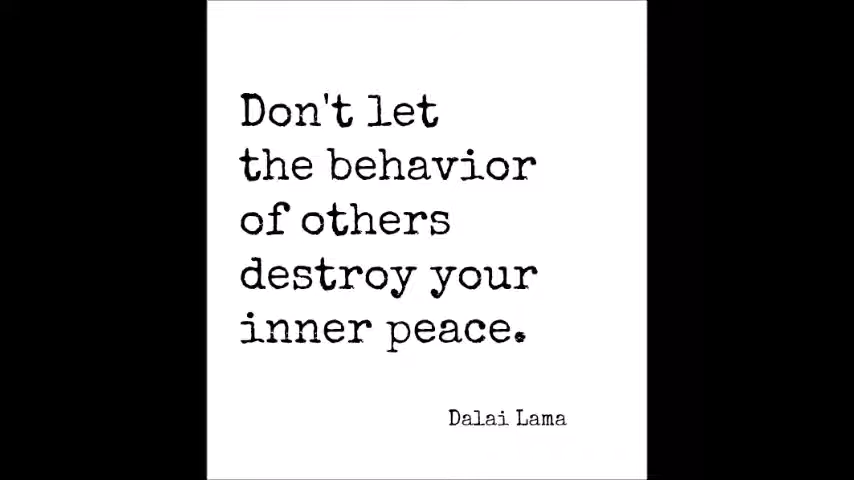 Don't let
the behavior
of others
destroy your
inner peace.
Dalai Lama